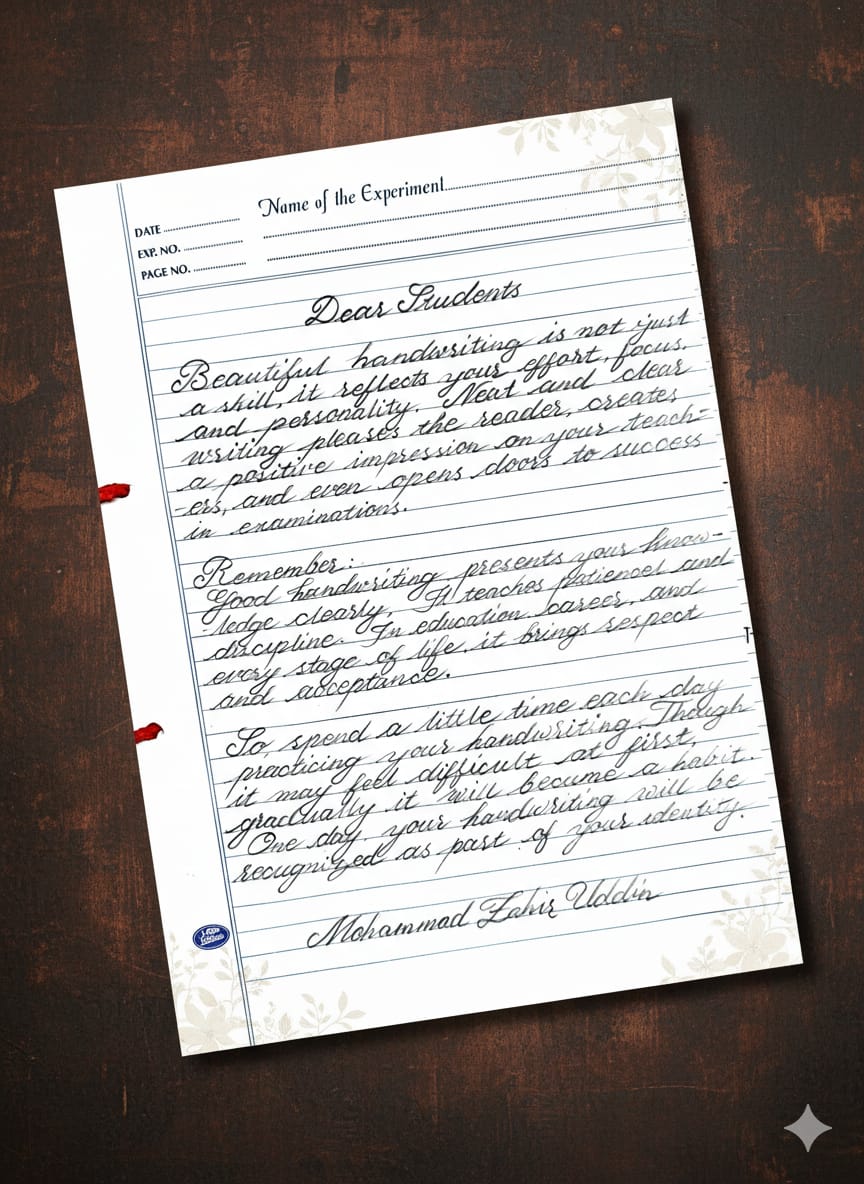 Name of the Experiment
DATE
EXP. NO.
PAGE NO.
Dear Students
Beautiful handwriting is not just
a skill, it reflects your effort, focus,
and personality. Neat and clear
writing pleases the reader, creates
a positive impression on your teach-
-ers, and even opens doors to success
in examinations.
Remember:
Good handwriting presents your know-
-ledge clearly. It teaches patiences and
discipline. In education, career, and
every stage of life, it brings respect
and acceptance.
So, spend a little time each day
practicing your handwriting. Though
it may feel difficult at first,
gradually it will become a habit.
One day, your handwriting will be
recognized as part of your identity.
Mohammad Zahir Uddin